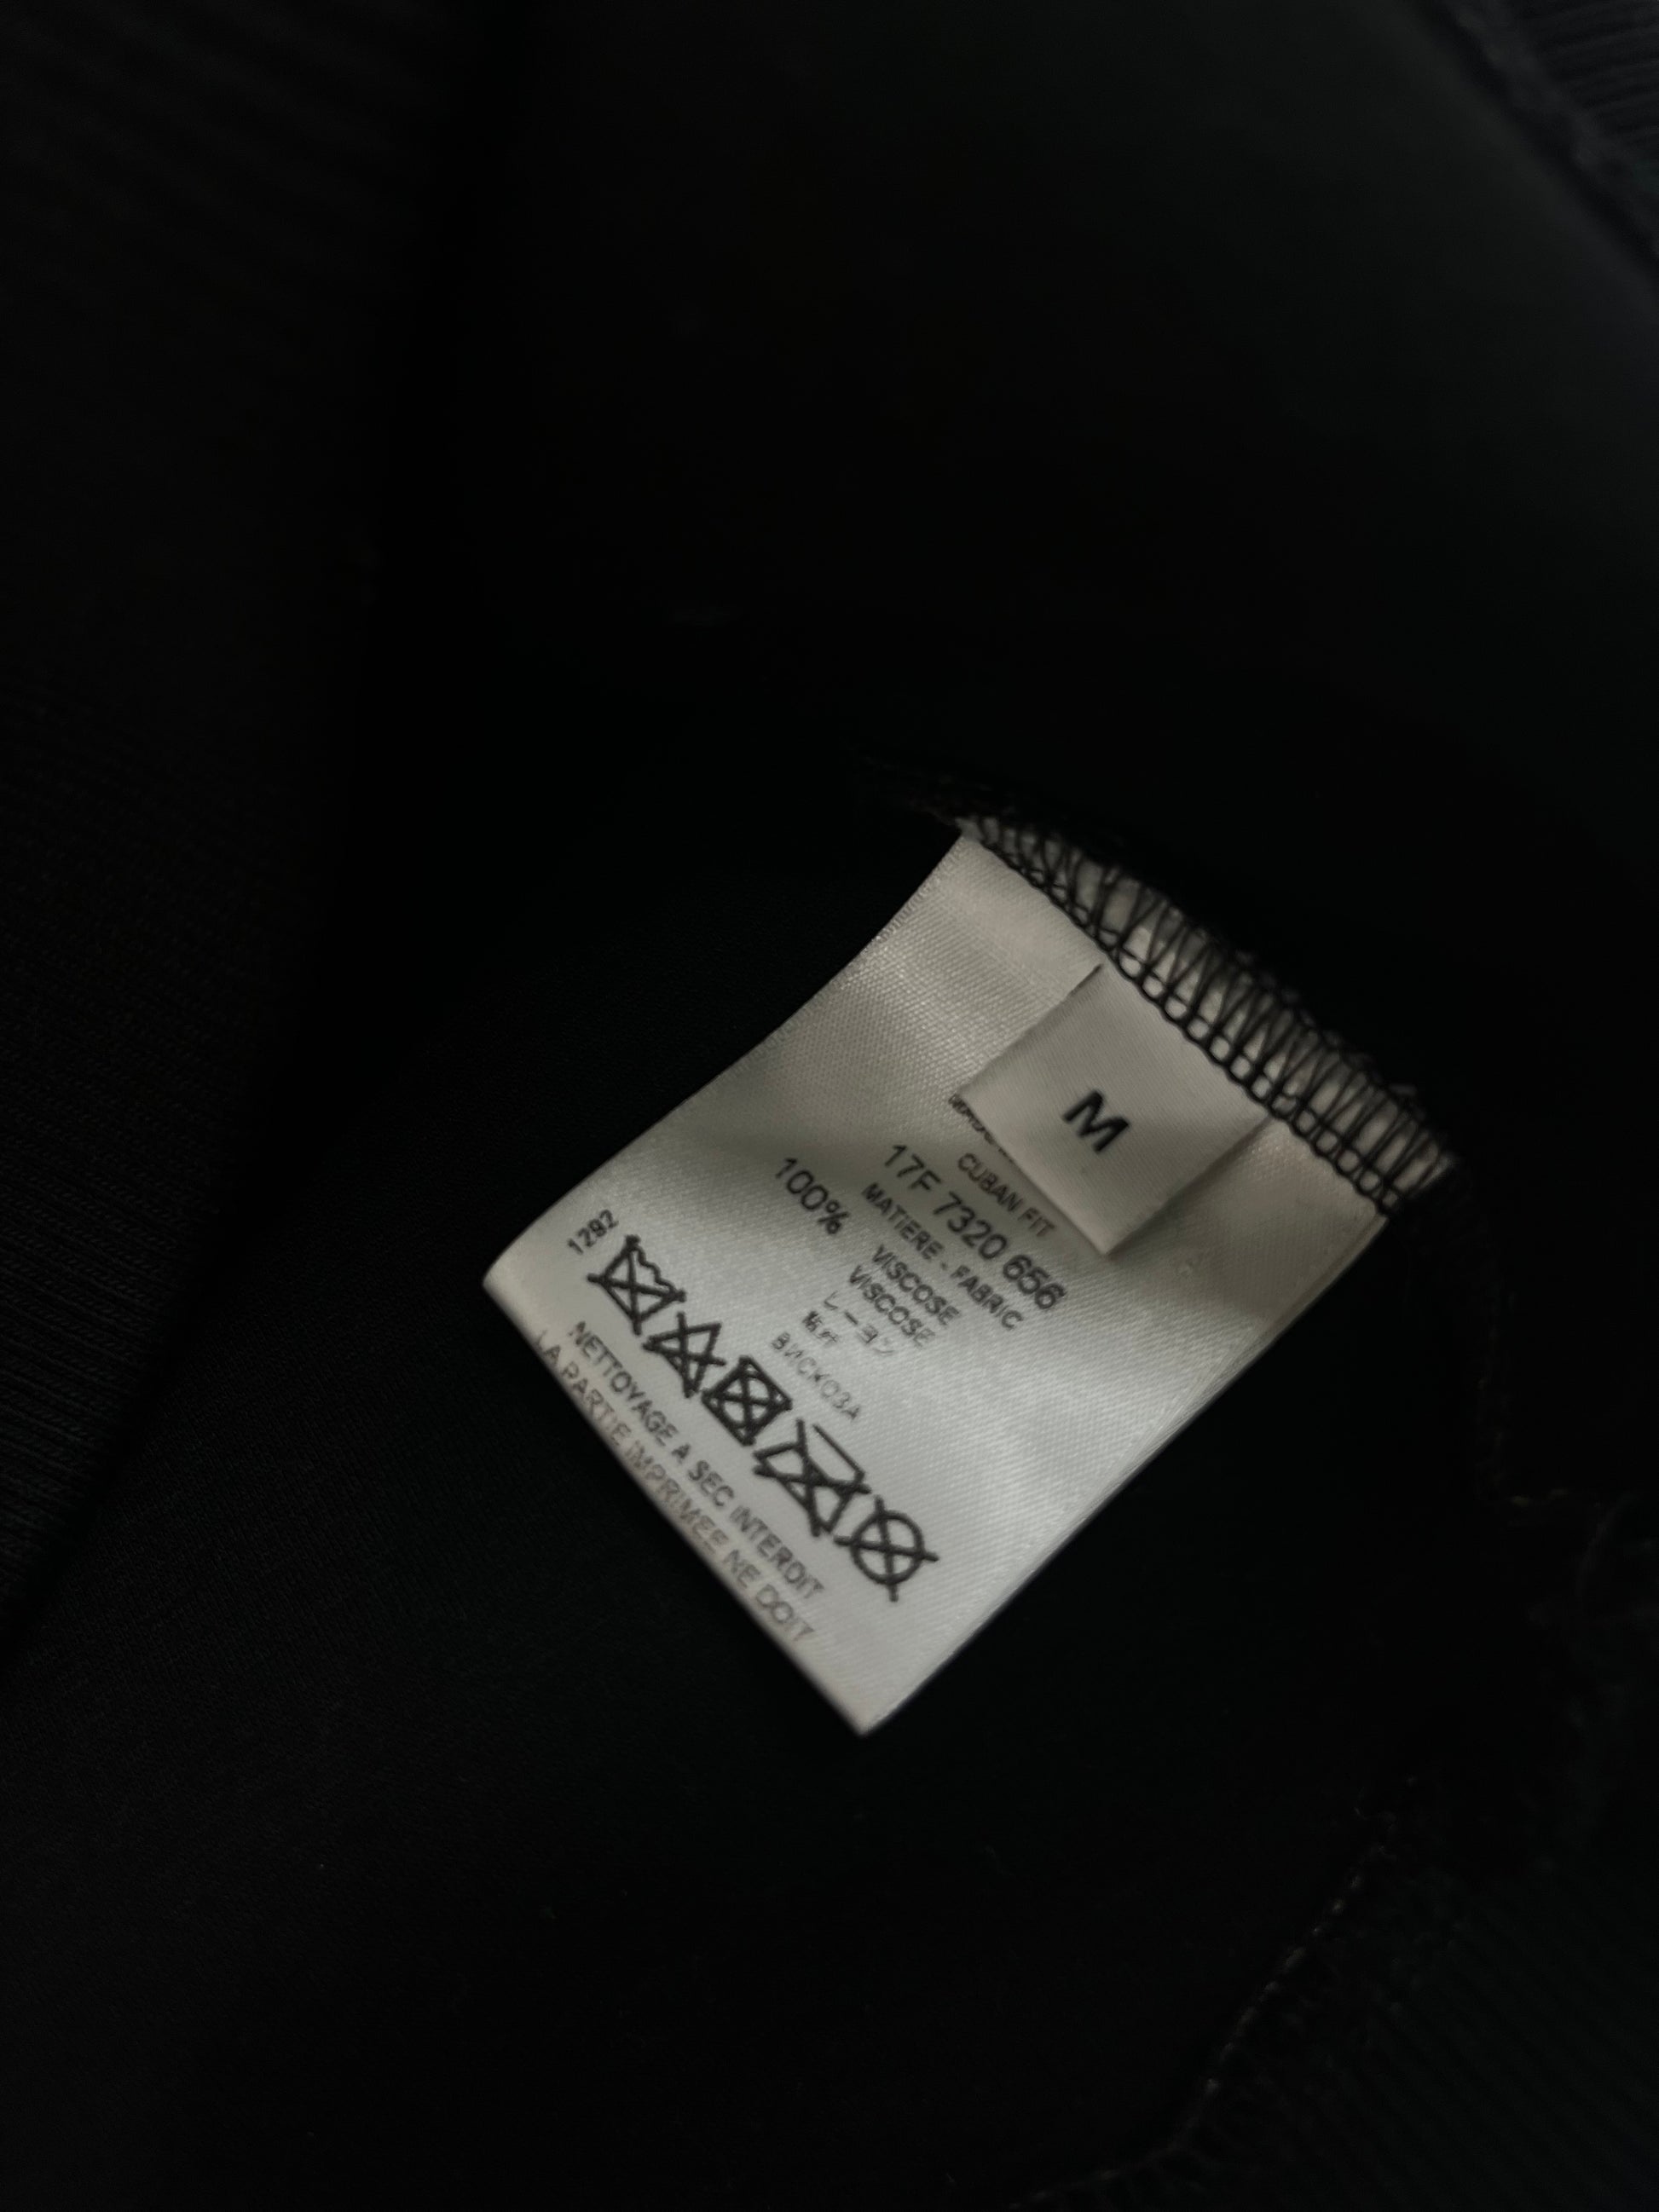 M
CUBAN FIT
17F 7320 656
MATIERE - FABRIC
100% VISCOSE
VISCOSE
レーヨン
ВИСКОЗА
1292
NETTOYAGE A SEC INTERDIT
LA PARTIE IMPRIMEE NE DOIT